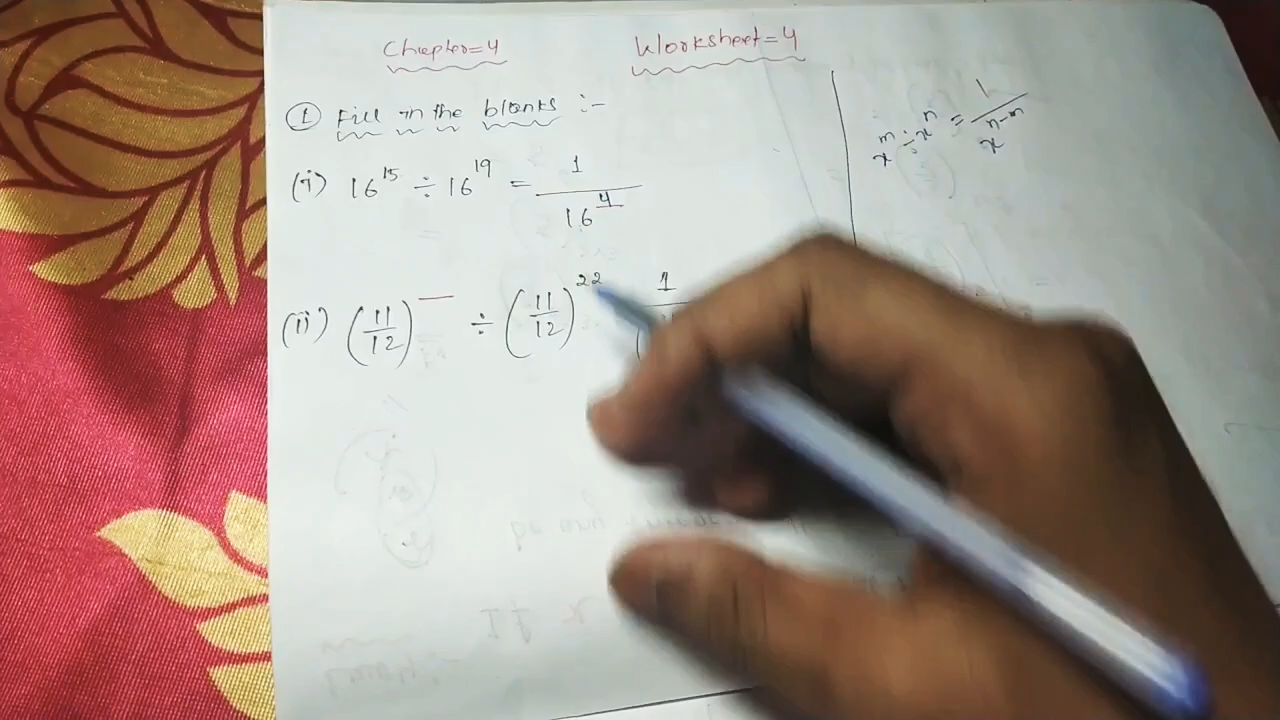 Chapter=4 Worksheet=4
① Fill in the blanks :-
x^m ÷ x^n = 1/x^(n-m)
(i) 16^15 ÷ 16^19 = 1/16^4
(ii) (11/12)^__ ÷ (11/12)^22 1